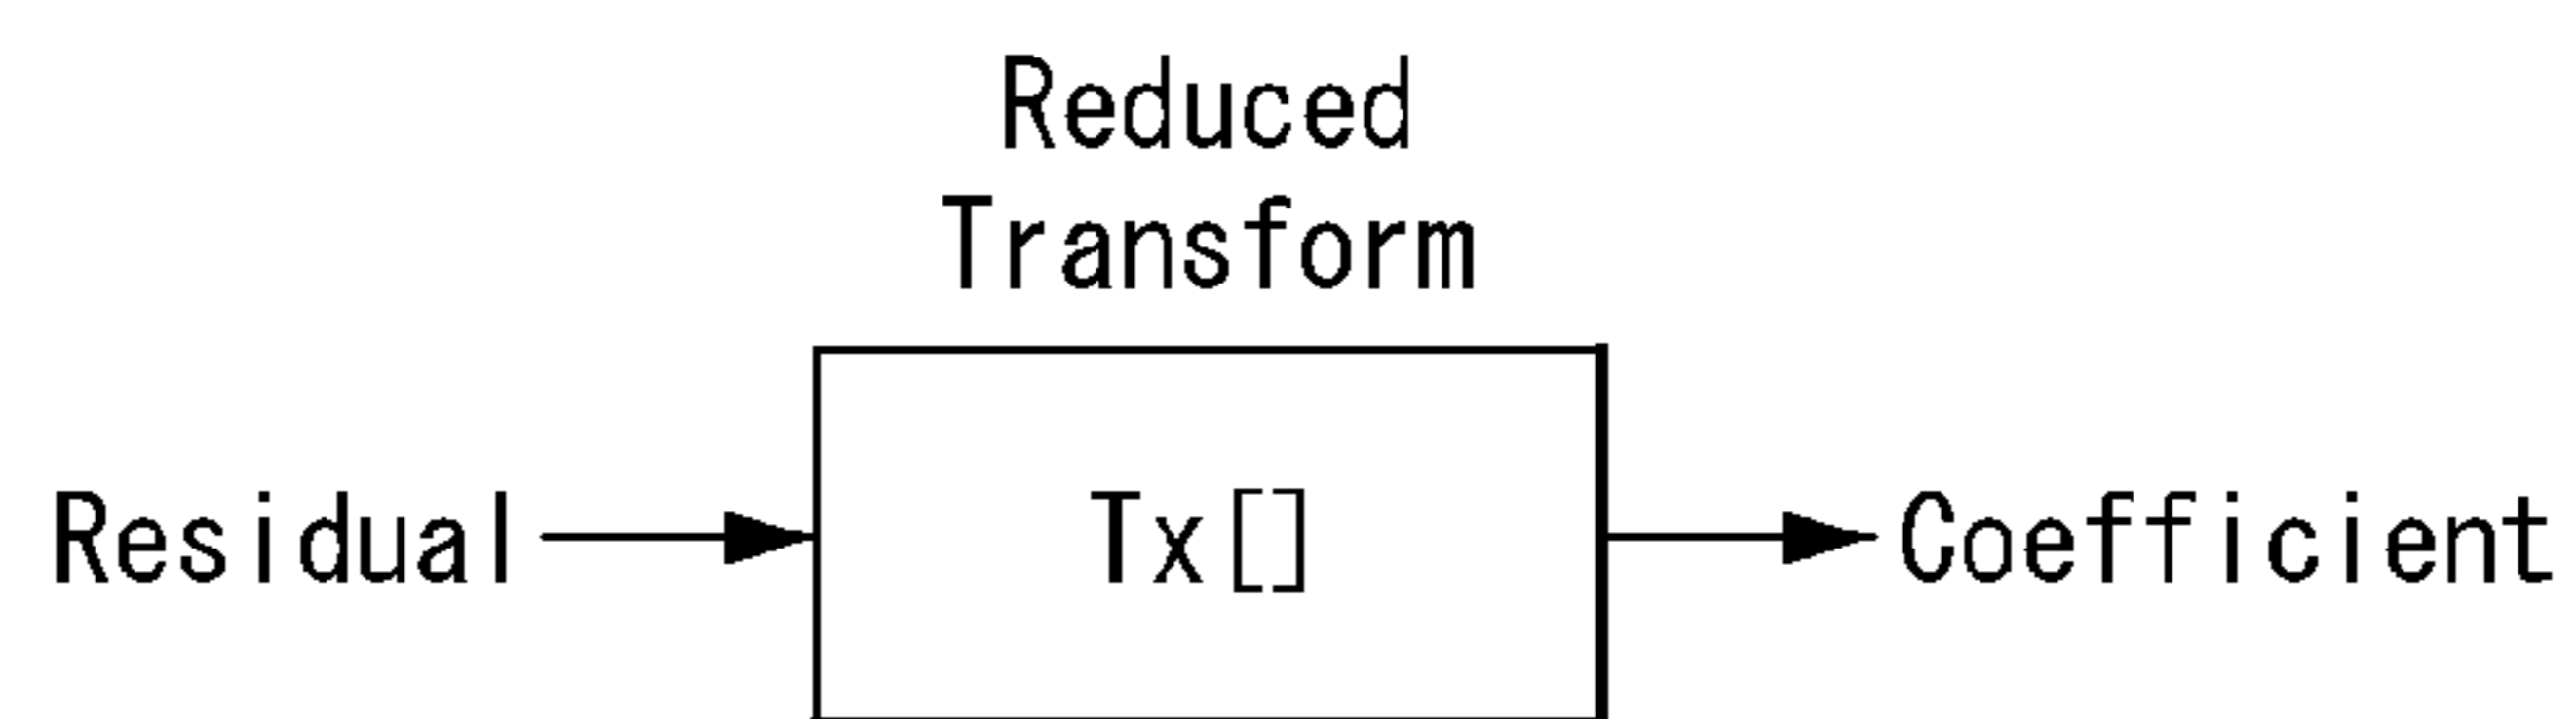 Reduced
Transform
Residual
Tx[]
Coefficient